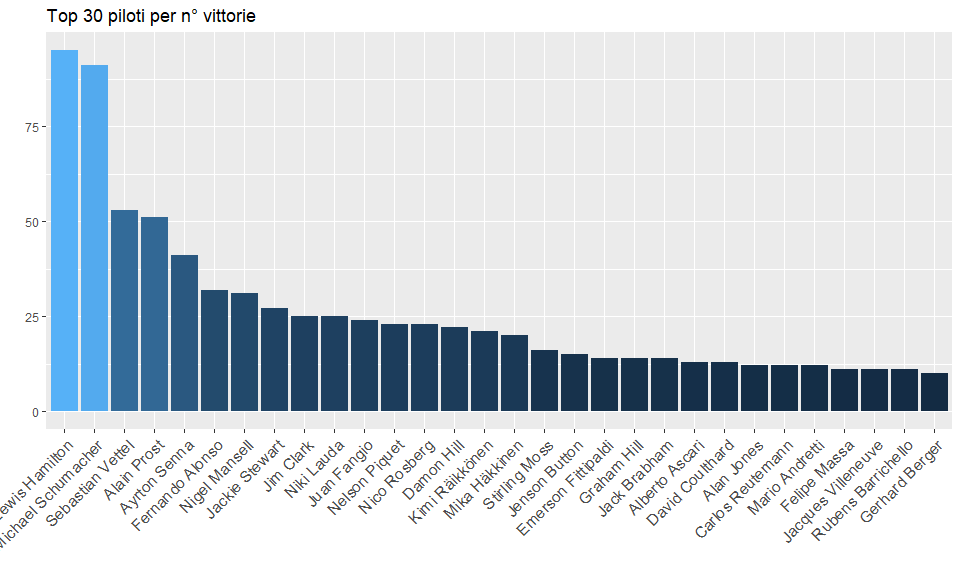 Top 30 piloti per n° vittorie
75
50
25
0
Lewis Hamilton
Michael Schumacher
Sebastian Vettel
Alain Prost
Ayrton Senna
Fernando Alonso
Nigel Mansell
Jackie Stewart
Jim Clark
Niki Lauda
Juan Fangio
Nelson Piquet
Nico Rosberg
Damon Hill
Kimi Räikkönen
Mika Häkkinen
Stirling Moss
Jenson Button
Emerson Fittipaldi
Graham Hill
Jack Brabham
Alberto Ascari
David Coulthard
Alan Jones
Carlos Reutemann
Mario Andretti
Felipe Massa
Jacques Villeneuve
Rubens Barrichello
Gerhard Berger